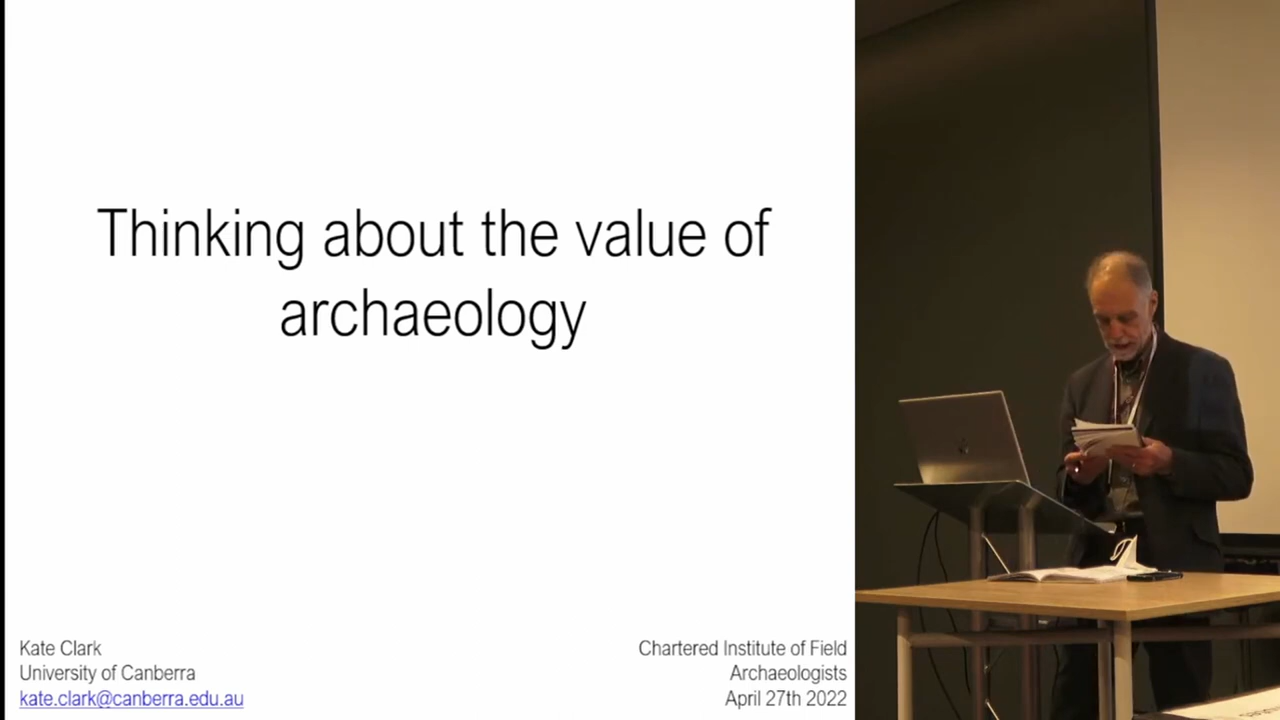 Thinking about the value of
archaeology
Kate Clark
University of Canberra
kate.clark@canberra.edu.au
Chartered Institute of Field
Archaeologists
April 27th 2022